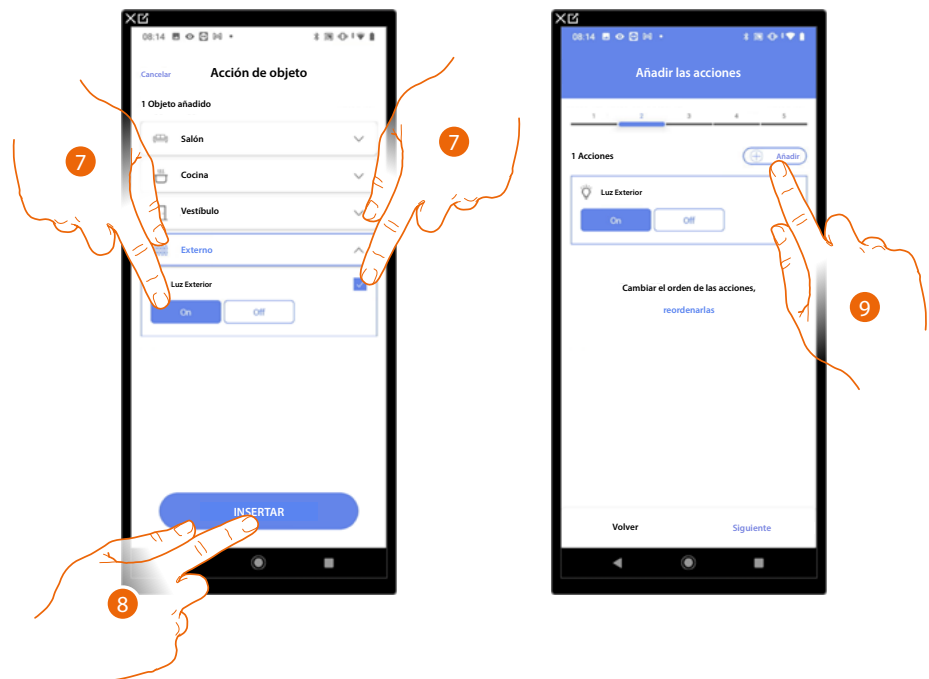 08:14
Cancelar
Acción de objeto
1 Objeto añadido
Salón
Cocina
Vestíbulo
Externo
Luz Exterior
On
Off
INSERTAR
7
7
8
08:14
Añadir las acciones
1 2 3 4 5
1 Acciones
Añadir
Luz Exterior
On
Off
Cambiar el orden de las acciones,
reordenarlas
Volver
Siguiente
9